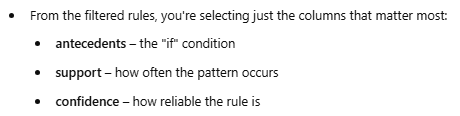 • From the filtered rules, you're selecting just the columns that matter most:
• antecedents – the "if" condition
• support – how often the pattern occurs
• confidence – how reliable the rule is